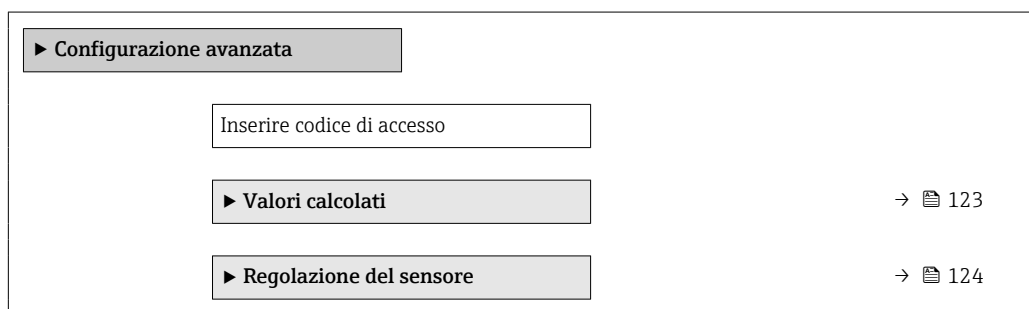 ▶ Configurazione avanzata
Inserire codice di accesso
▶ Valori calcolati → 123
▶ Regolazione del sensore → 124